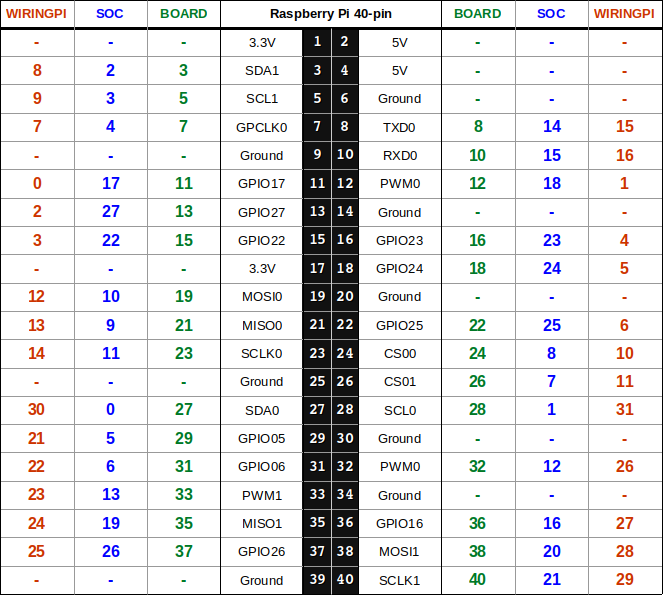 WIRINGPI SOC BOARD Raspberry Pi 40-pin BOARD SOC WIRINGPI
- - - 3.3V 1 2 5V - - -
8 2 3 SDA1 3 4 5V - - -
9 3 5 SCL1 5 6 Ground - - -
7 4 7 GPCLK0 7 8 TXD0 8 14 15
- - - Ground 9 10 RXD0 10 15 16
0 17 11 GPIO17 11 12 PWM0 12 18 1
2 27 13 GPIO27 13 14 Ground - - -
3 22 15 GPIO22 15 16 GPIO23 16 23 4
- - - 3.3V 17 18 GPIO24 18 24 5
12 10 19 MOSI0 19 20 Ground - - -
13 9 21 MISO0 21 22 GPIO25 22 25 6
14 11 23 SCLK0 23 24 CS00 24 8 10
- - - Ground 25 26 CS01 26 7 11
30 0 27 SDA0 27 28 SCL0 28 1 31
21 5 29 GPIO05 29 30 Ground - - -
22 6 31 GPIO06 31 32 PWM0 32 12 26
23 13 33 PWM1 33 34 Ground - - -
24 19 35 MISO1 35 36 GPIO16 36 16 27
25 26 37 GPIO26 37 38 MOSI1 38 20 28
- - - Ground 39 40 SCLK1 40 21 29